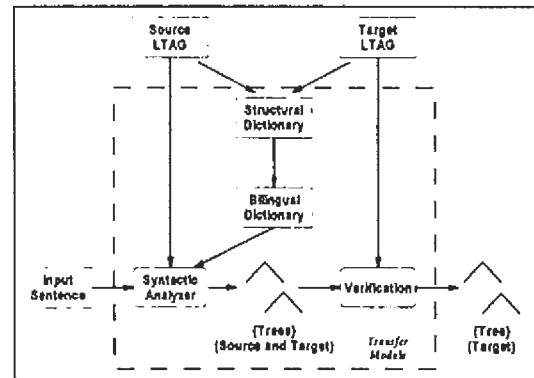 Source
LTAG
Target
LTAG
Structural
Dictionary
Bilingual
Dictionary
Input
Sentence
Syntactic
Analyzer
Verification
{Trees}
{Source and Target}
Transfer
Module
{Tree}
{Target}